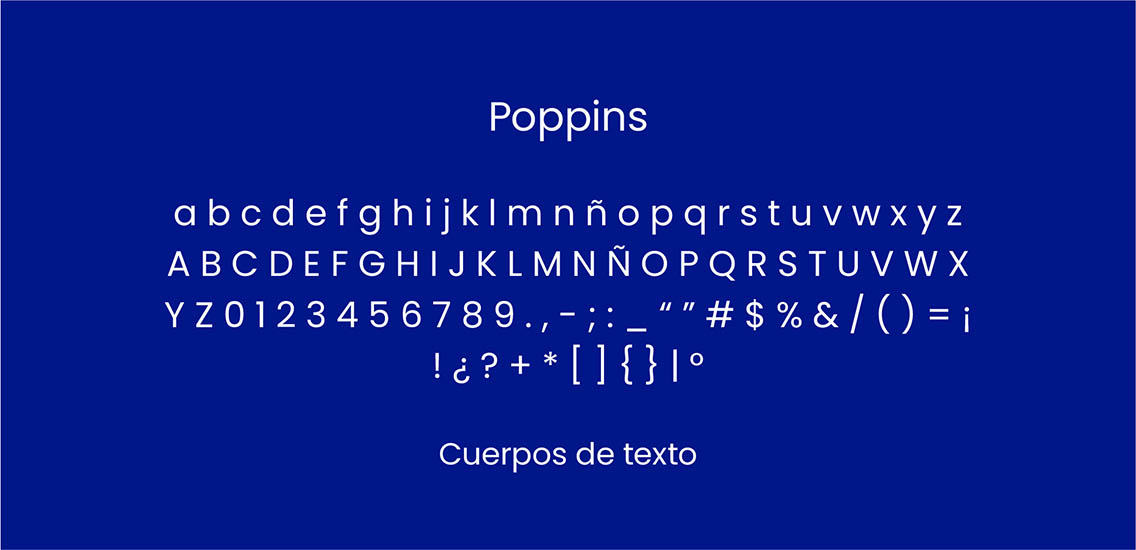 Poppins
a b c d e f g h i j k l m n ñ o p q r s t u v w x y z
A B C D E F G H I J K L M N Ñ O P Q R S T U V W X
Y Z 0 1 2 3 4 5 6 7 8 9 . , - ; : _ “ ” # $ % & / ( ) = ¡
! ¿ ? + * [ ] { } | º
Cuerpos de texto